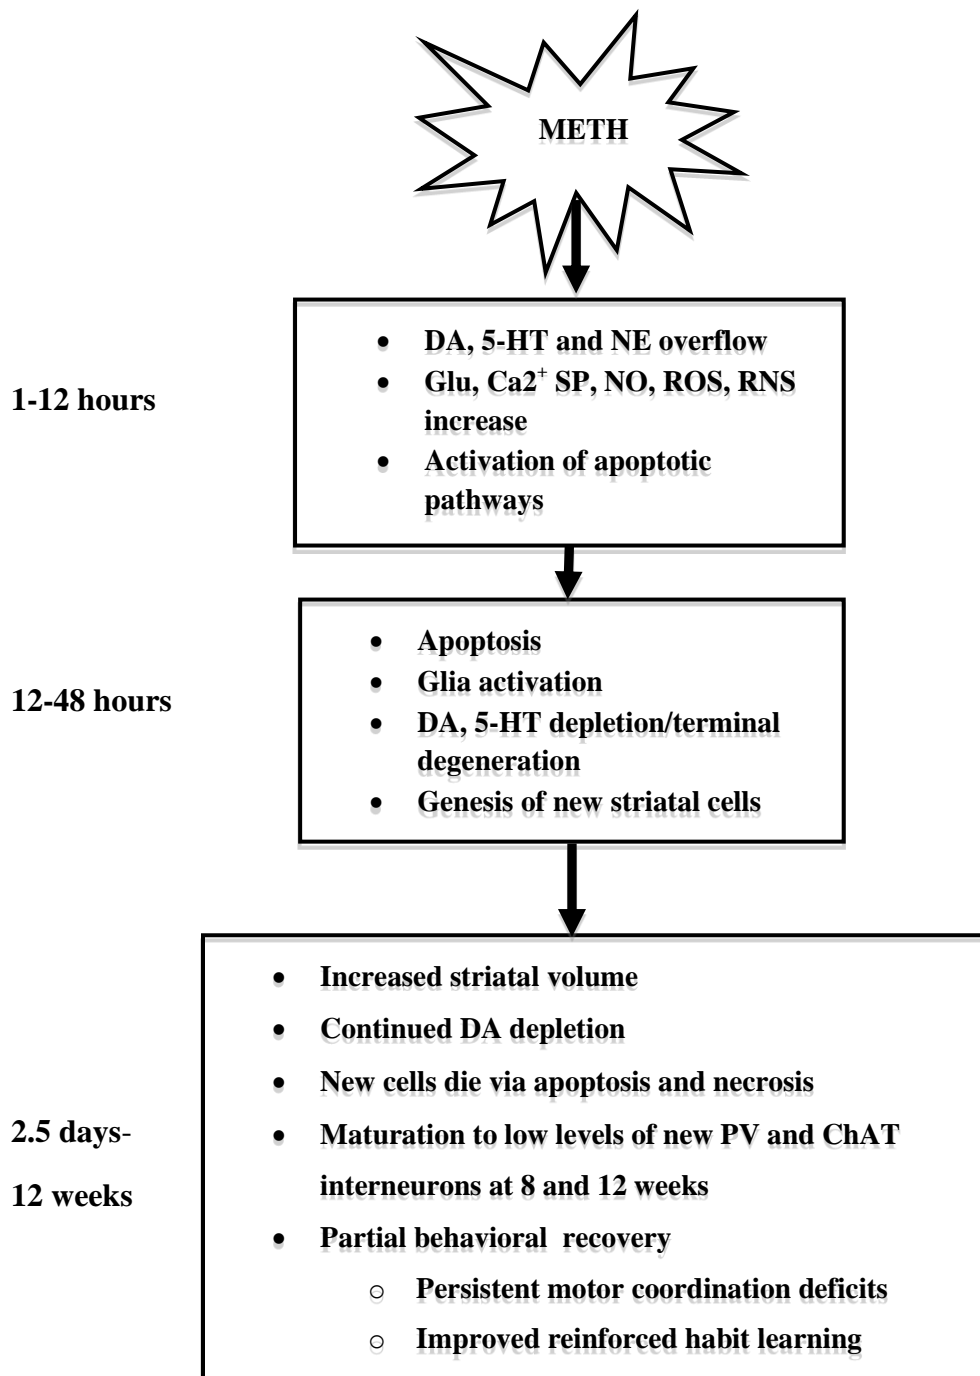 METH
1-12 hours
• DA, 5-HT and NE overflow
• Glu, Ca2⁺ SP, NO, ROS, RNS
increase
• Activation of apoptotic
pathways
12-48 hours
• Apoptosis
• Glia activation
• DA, 5-HT depletion/terminal
degeneration
• Genesis of new striatal cells
2.5 days-
12 weeks
• Increased striatal volume
• Continued DA depletion
• New cells die via apoptosis and necrosis
• Maturation to low levels of new PV and ChAT
interneurons at 8 and 12 weeks
• Partial behavioral recovery
○ Persistent motor coordination deficits
○ Improved reinforced habit learning